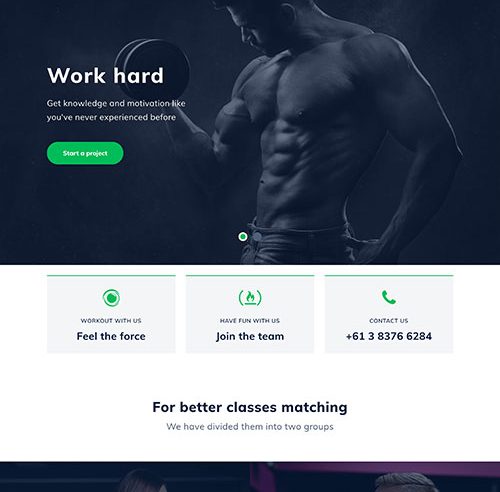 Work hard
Get knowledge and motivation like
you've never experienced before
Start a project
WORKOUT WITH US
Feel the force
HAVE FUN WITH US
Join the team
CONTACT US
+61 3 8376 6284
For better classes matching
We have divided them into two groups